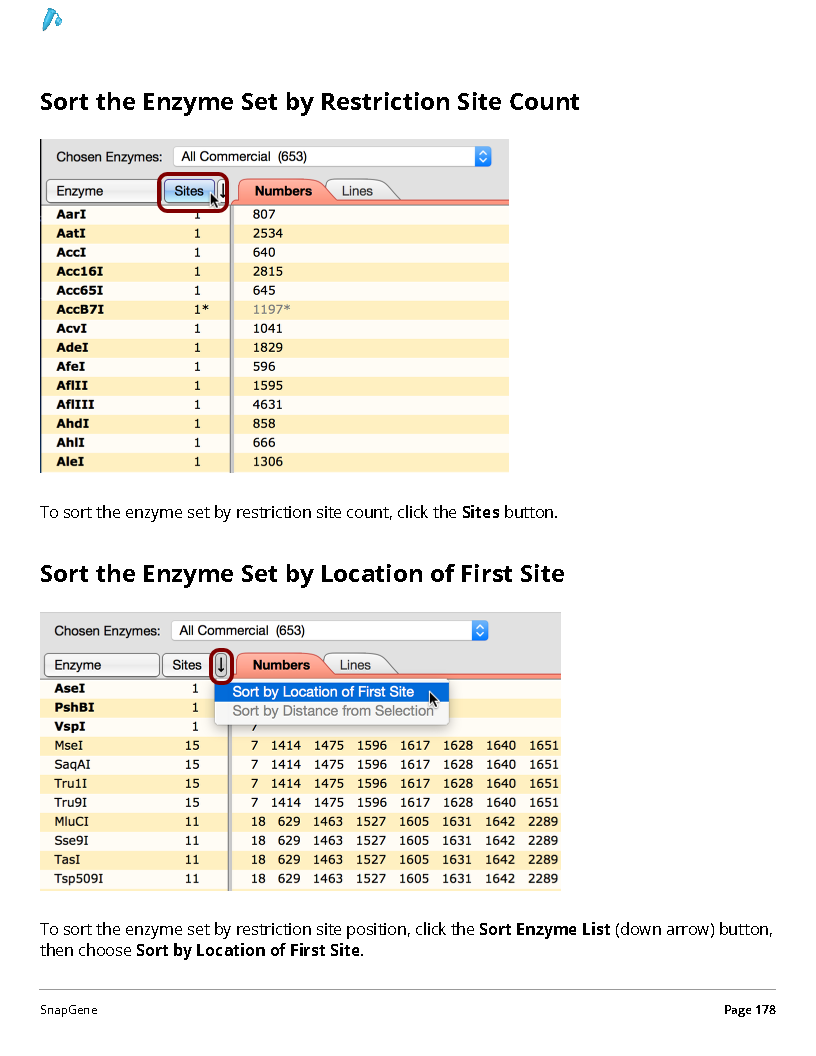 Sort the Enzyme Set by Restriction Site Count
Chosen Enzymes: All Commercial (653)
Enzyme Sites ↓ Numbers Lines
AarI 1 807
AatI 1 2534
AccI 1 640
Acc16I 1 2815
Acc65I 1 645
AccB7I 1* 1197*
AcvI 1 1041
AdeI 1 1829
AfeI 1 596
AflII 1 1595
AflIII 1 4631
AhdI 1 858
AhlI 1 666
AleI 1 1306
To sort the enzyme set by restriction site count, click the Sites button.
Sort the Enzyme Set by Location of First Site
Chosen Enzymes: All Commercial (653)
Enzyme Sites ↓ Numbers Lines
AseI 1 Sort by Location of First Site
PshBI 1 Sort by Distance from Selection
VspI 1 7
MseI 15 7 1414 1475 1596 1617 1628 1640 1651
SaqAI 15 7 1414 1475 1596 1617 1628 1640 1651
Tru1I 15 7 1414 1475 1596 1617 1628 1640 1651
Tru9I 15 7 1414 1475 1596 1617 1628 1640 1651
MluCI 11 18 629 1463 1527 1605 1631 1642 2289
Sse9I 11 18 629 1463 1527 1605 1631 1642 2289
TasI 11 18 629 1463 1527 1605 1631 1642 2289
Tsp509I 11 18 629 1463 1527 1605 1631 1642 2289
To sort the enzyme set by restriction site position, click the Sort Enzyme List (down arrow) button,
then choose Sort by Location of First Site.
SnapGene Page 178